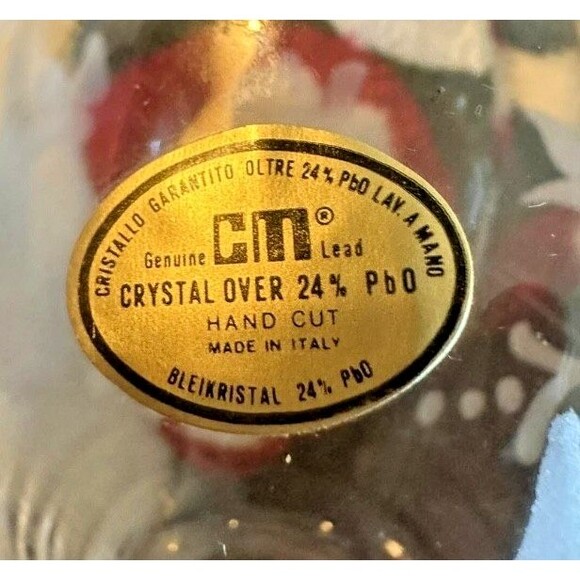 CRISTALLO GARANTITO OLTRE 24% PbO LAV. A MANO
CM®
Genuine Lead
CRYSTAL OVER 24% PbO
HAND CUT
MADE IN ITALY
BLEIKRISTAL 24% PbO